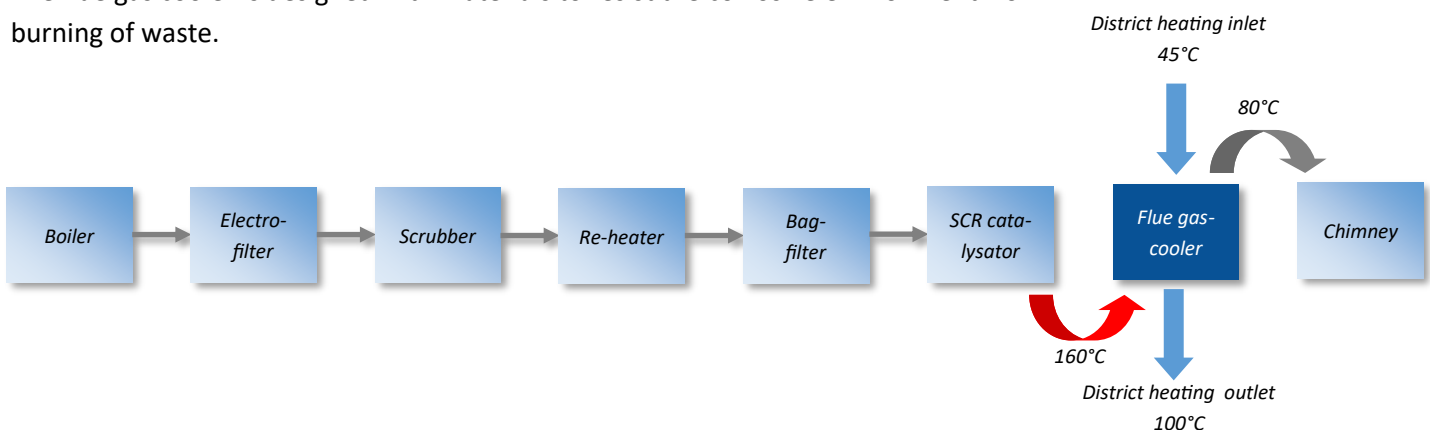 burning of waste.
District heating inlet
45°C
80°C
Boiler
Electro-
filter
Scrubber
Re-heater
Bag-
filter
SCR cata-
lysator
Flue gas-
cooler
Chimney
160°C
District heating outlet
100°C